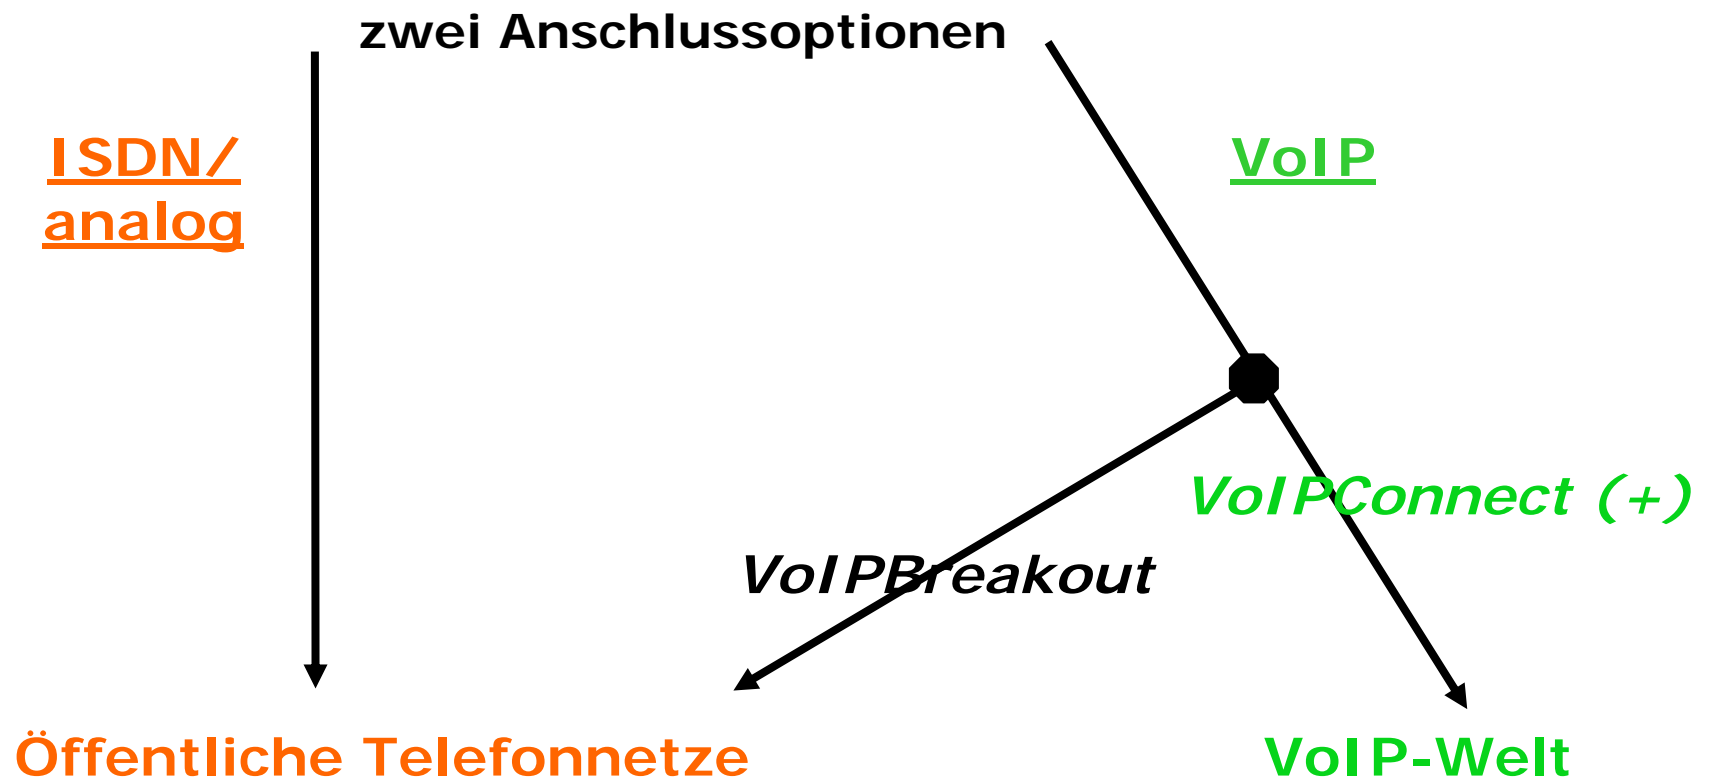 zwei Anschlussoptionen
ISDN/
analog
VoIP
VoIPConnect (+)
VoIPBreakout
Öffentliche Telefonnetze
VoIP-Welt